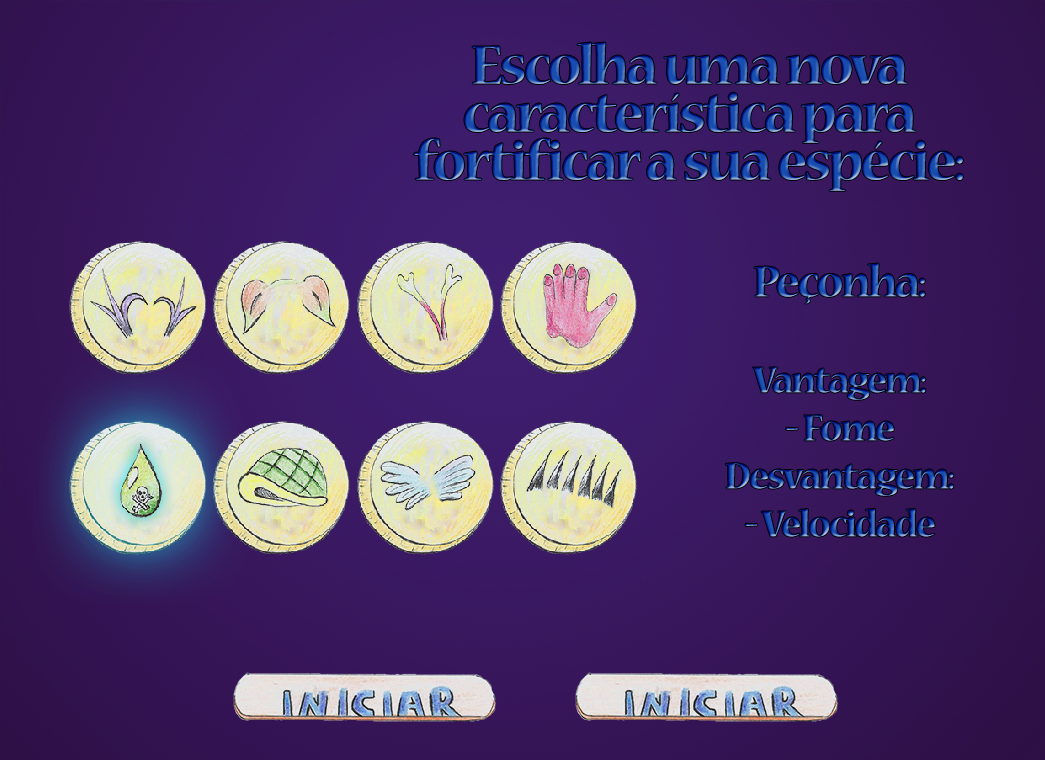 Escolha uma nova
característica para
fortificar a sua espécie:
Peçonha:
Vantagem:
- Fome
Desvantagem:
- Velocidade
INICIAR
INICIAR